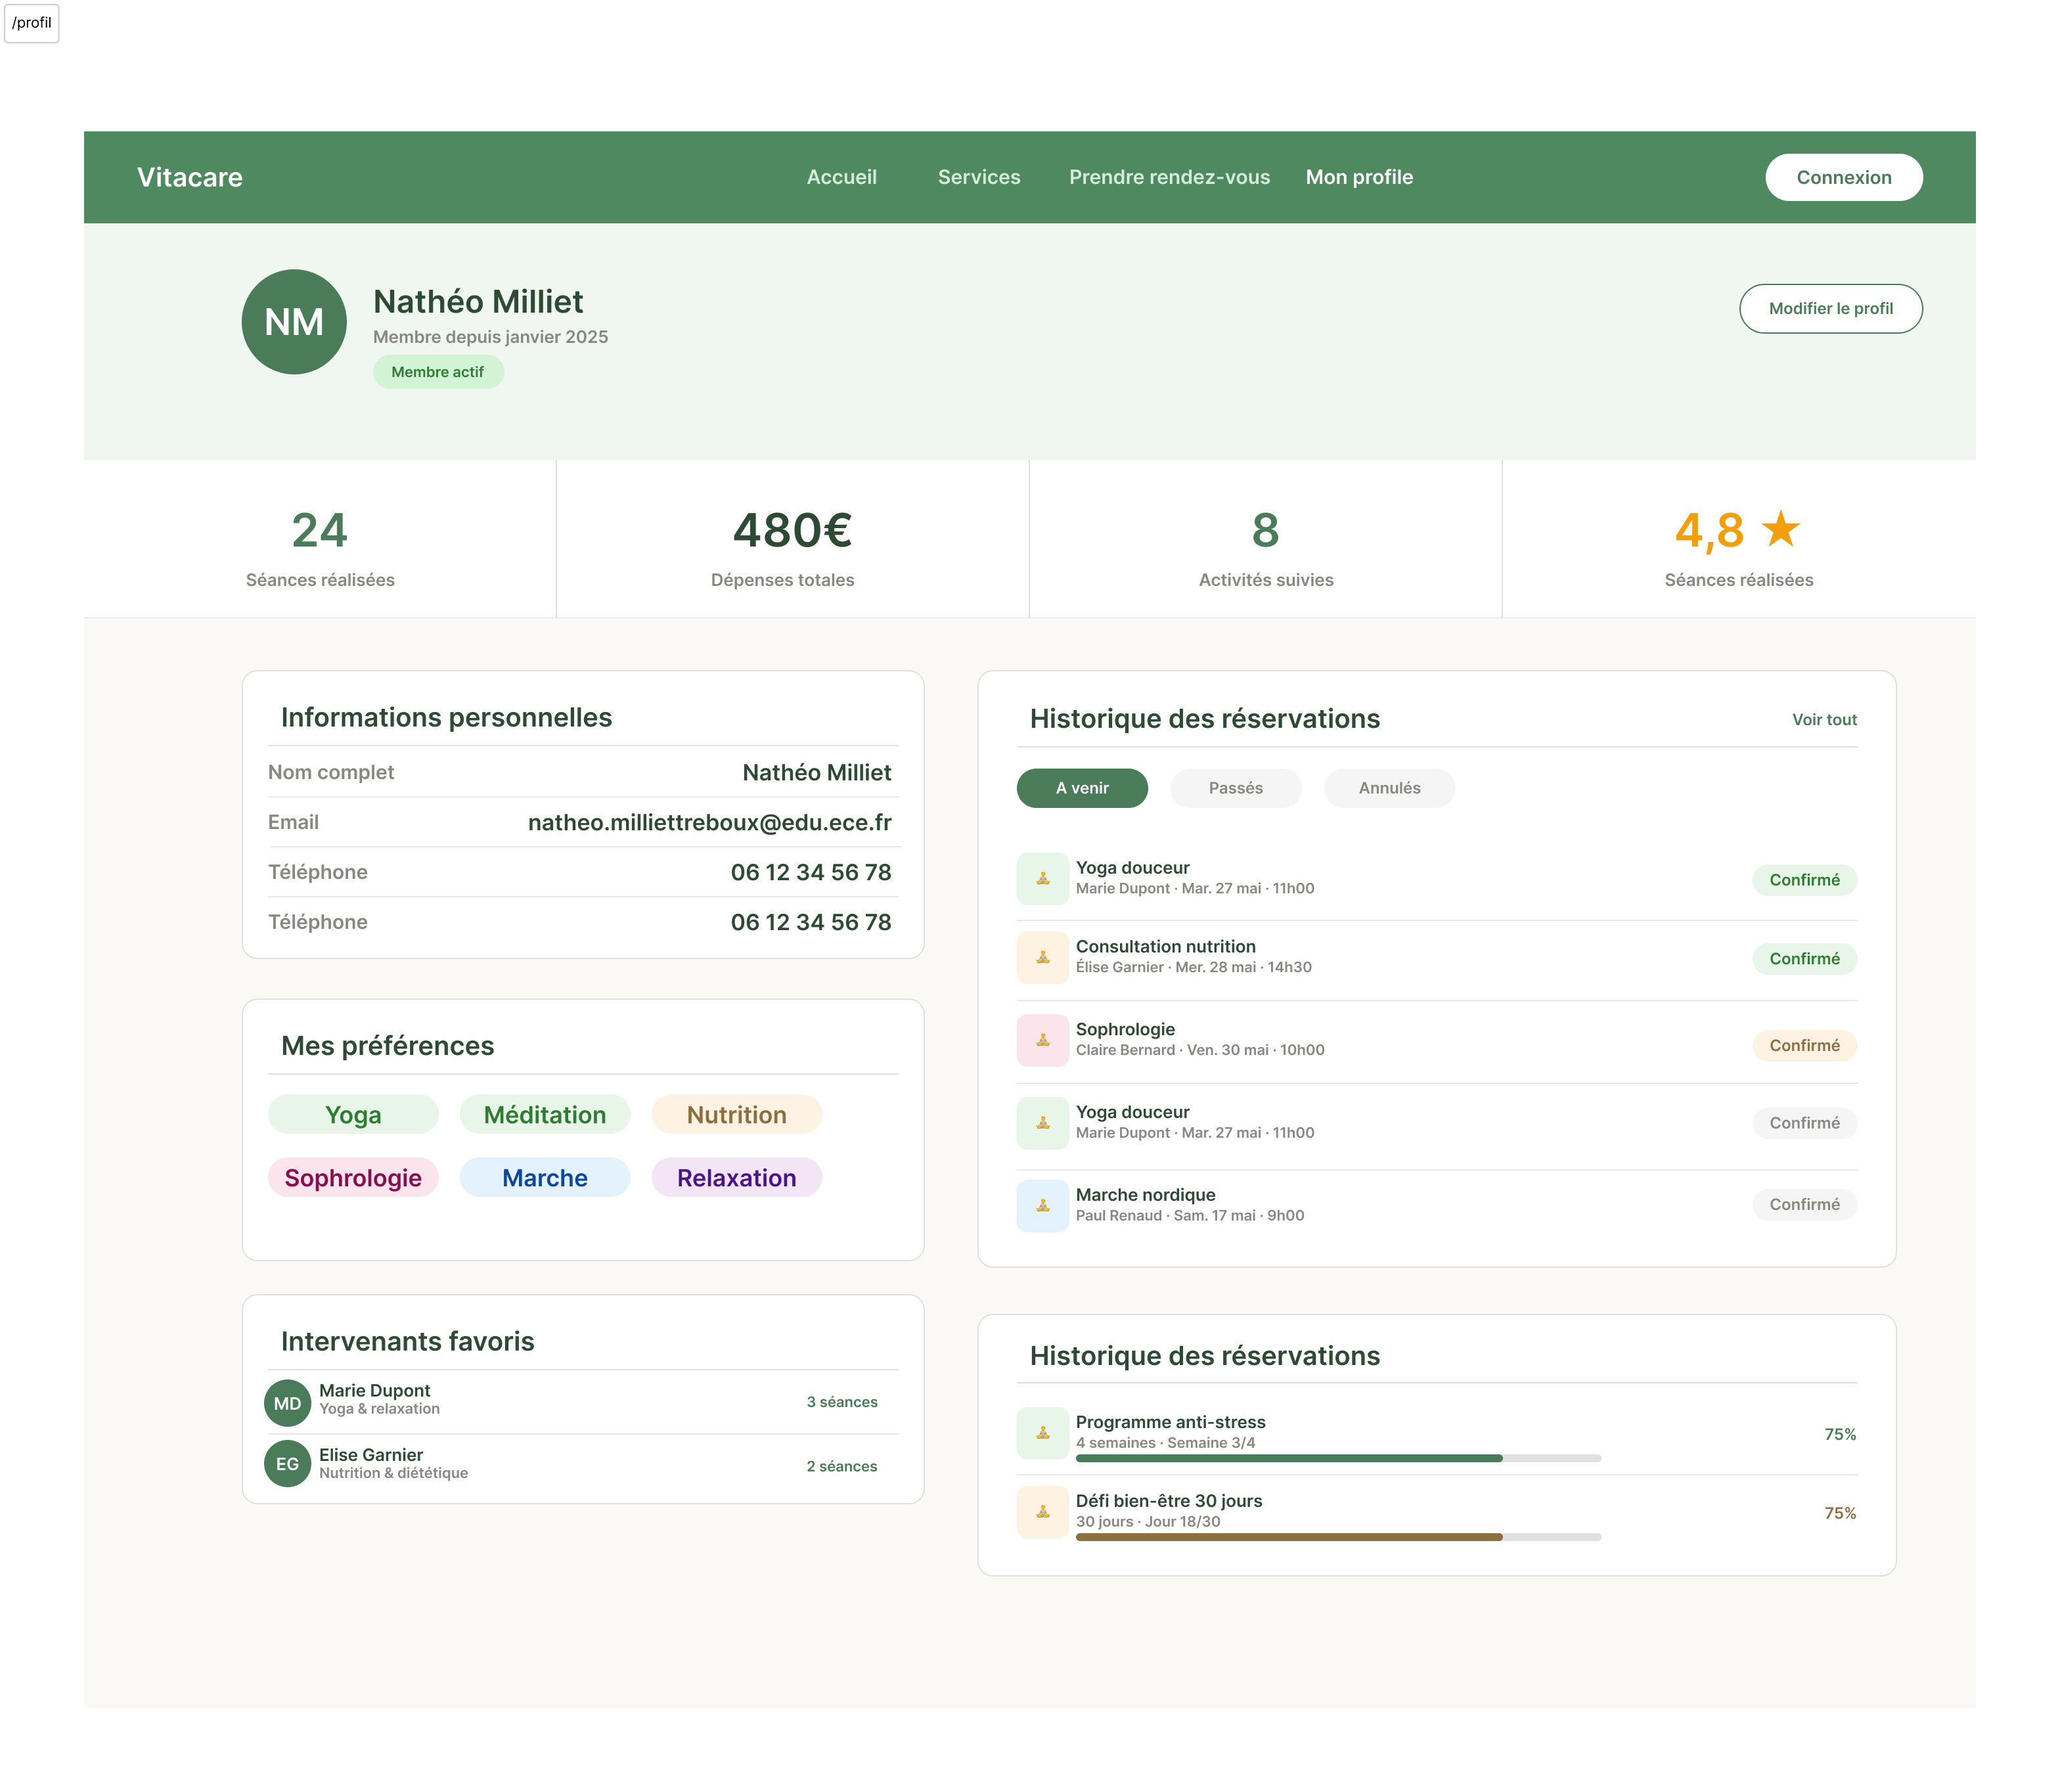 /profil
Vitacare
Accueil
Services
Prendre rendez-vous
Mon profile
Connexion
NM
Nathéo Milliet
Membre depuis janvier 2025
Membre actif
Modifier le profil
24
Séances réalisées
480€
Dépenses totales
8
Activités suivies
4,8 ★
Séances réalisées
Informations personnelles
Nom complet
Nathéo Milliet
Email
natheo.milliettreboux@edu.ece.fr
Téléphone
06 12 34 56 78
Téléphone
06 12 34 56 78
Mes préférences
Yoga
Méditation
Nutrition
Sophrologie
Marche
Relaxation
Intervenants favoris
MD
Marie Dupont
Yoga & relaxation
3 séances
EG
Elise Garnier
Nutrition & diététique
2 séances
Historique des réservations
Voir tout
A venir
Passés
Annulés
Yoga douceur
Marie Dupont · Mar. 27 mai · 11h00
Confirmé
Consultation nutrition
Élise Garnier · Mer. 28 mai · 14h30
Confirmé
Sophrologie
Claire Bernard · Ven. 30 mai · 10h00
Confirmé
Yoga douceur
Marie Dupont · Mar. 27 mai · 11h00
Confirmé
Marche nordique
Paul Renaud · Sam. 17 mai · 9h00
Confirmé
Historique des réservations
Programme anti-stress
4 semaines · Semaine 3/4
75%
Défi bien-être 30 jours
30 jours · Jour 18/30
75%